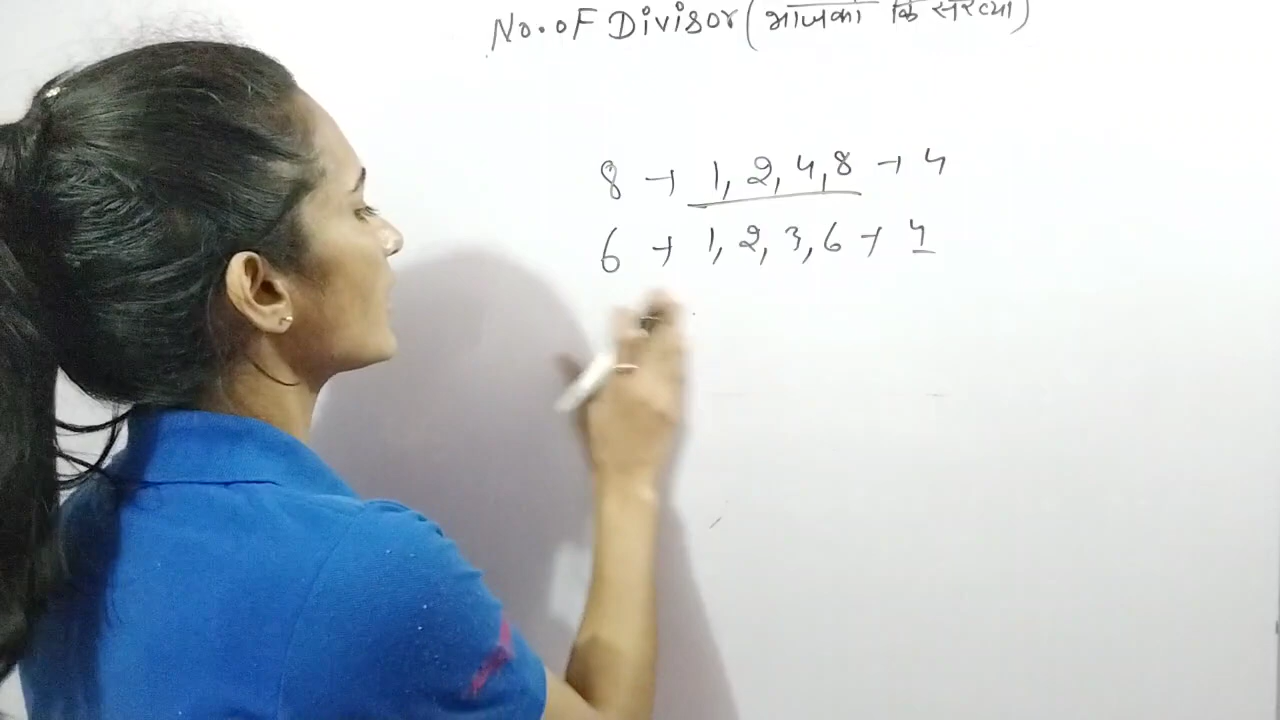 No. of Divisor (भाजको कि संख्या)
8 → 1, 2, 4, 8 → 4
6 → 1, 2, 3, 6 → 4